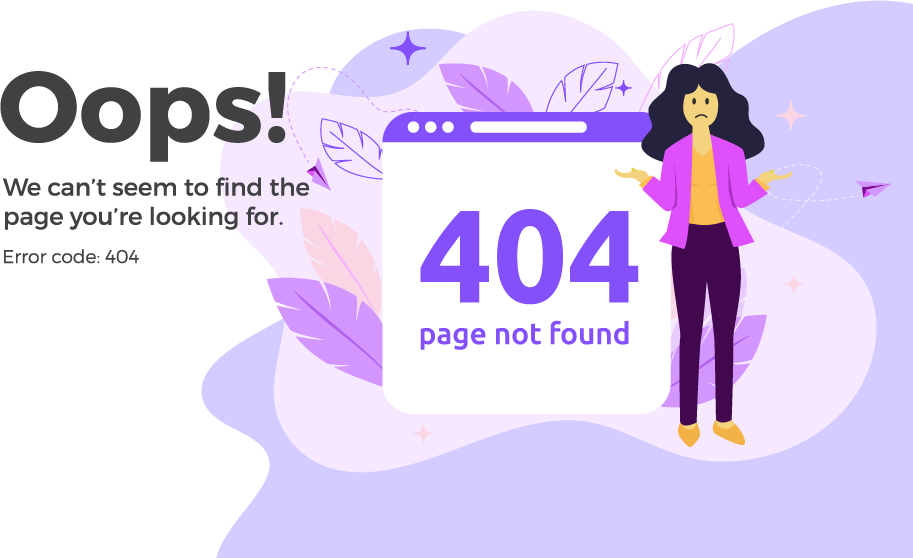 Oops!
We can’t seem to find the
page you’re looking for.
Error code: 404
404
page not found